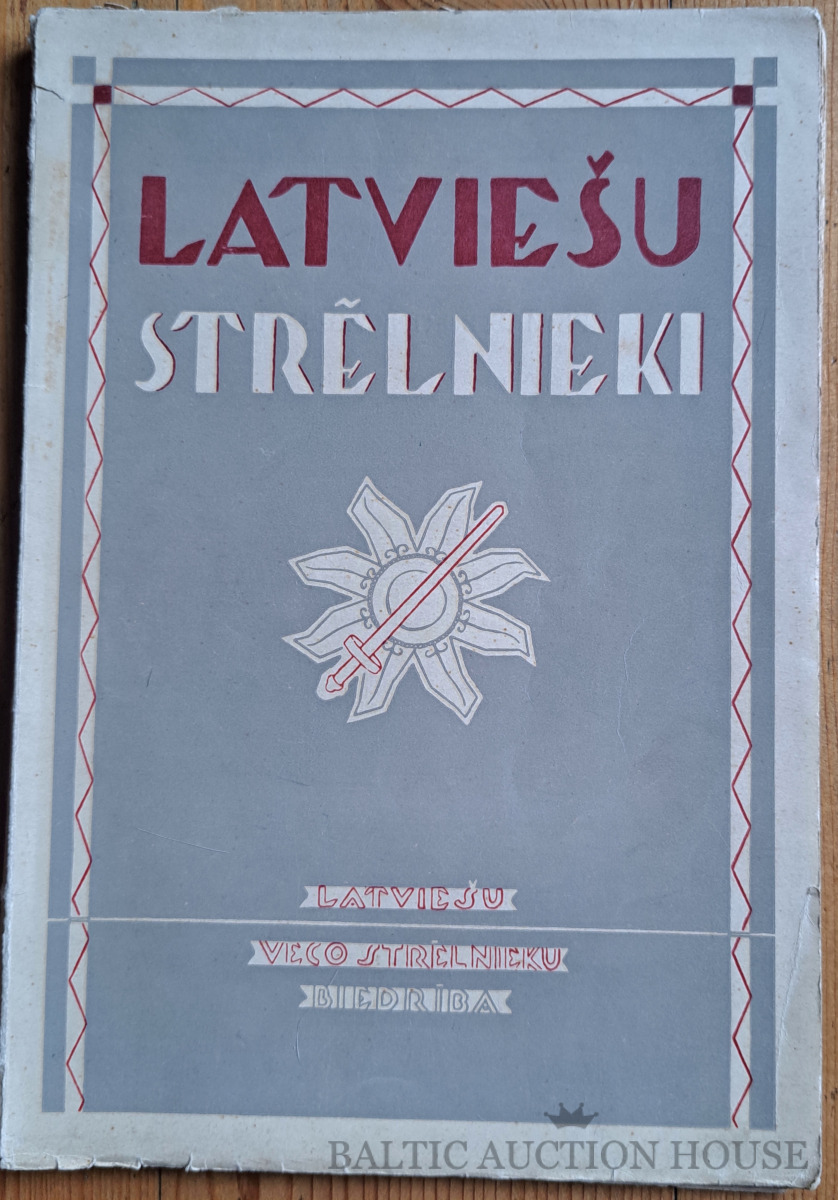 LATVIEŠU
STRĒLNIEKI
LATVIEŠU
VECO STRĒLNIEKU
BIEDRĪBA
BALTIC AUCTION HOUSE